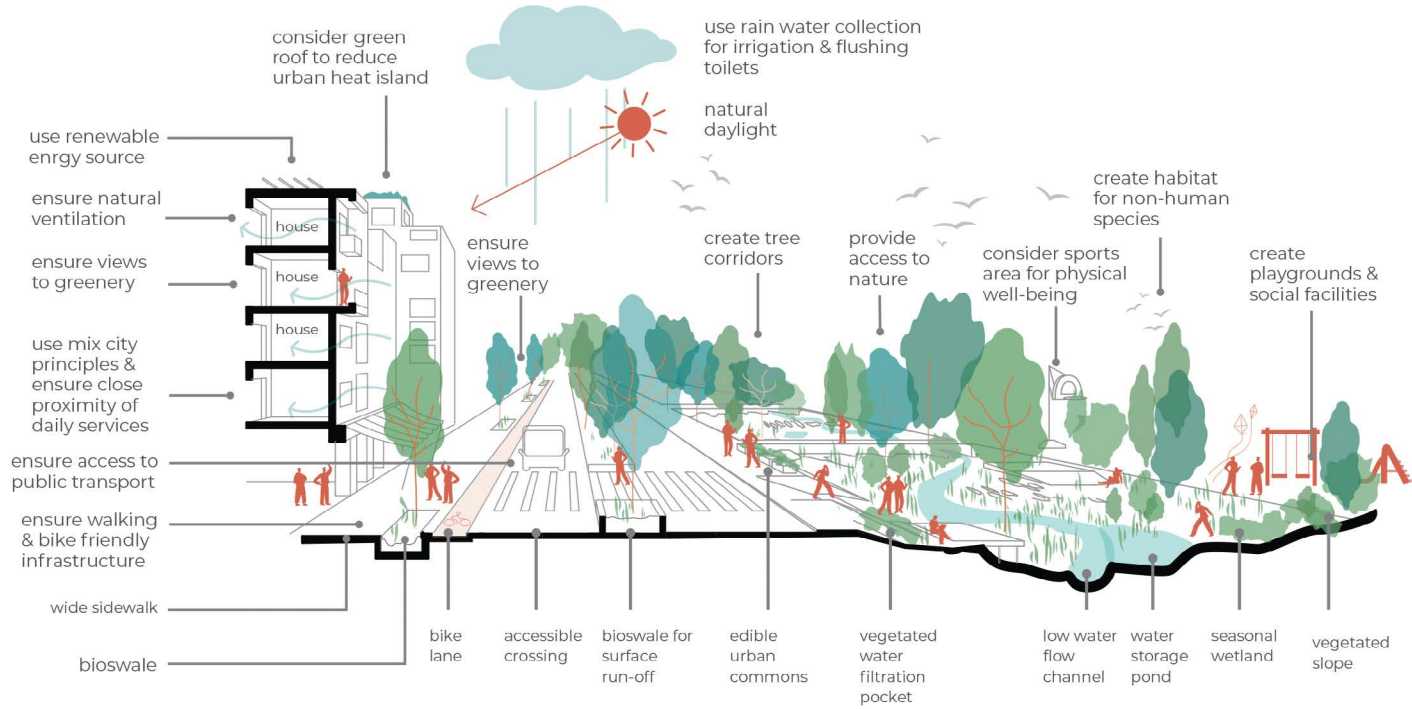 consider green
roof to reduce
urban heat island
use rain water collection
for irrigation & flushing
toilets
natural
daylight
use renewable
enrgy source
ensure natural
ventilation
ensure views
to greenery
use mix city
principles &
ensure close
proximity of
daily services
ensure access to
public transport
ensure walking
& bike friendly
infrastructure
wide sidewalk
bioswale
house
house
house
ensure
views to
greenery
create tree
corridors
provide
access to
nature
consider sports
area for physical
well-being
create habitat
for non-human
species
create
playgrounds &
social facilities
bike
lane
accessible
crossing
bioswale for
surface
run-off
edible
urban
commons
vegetated
water
filtration
pocket
low water
flow
channel
water
storage
pond
seasonal
wetland
vegetated
slope